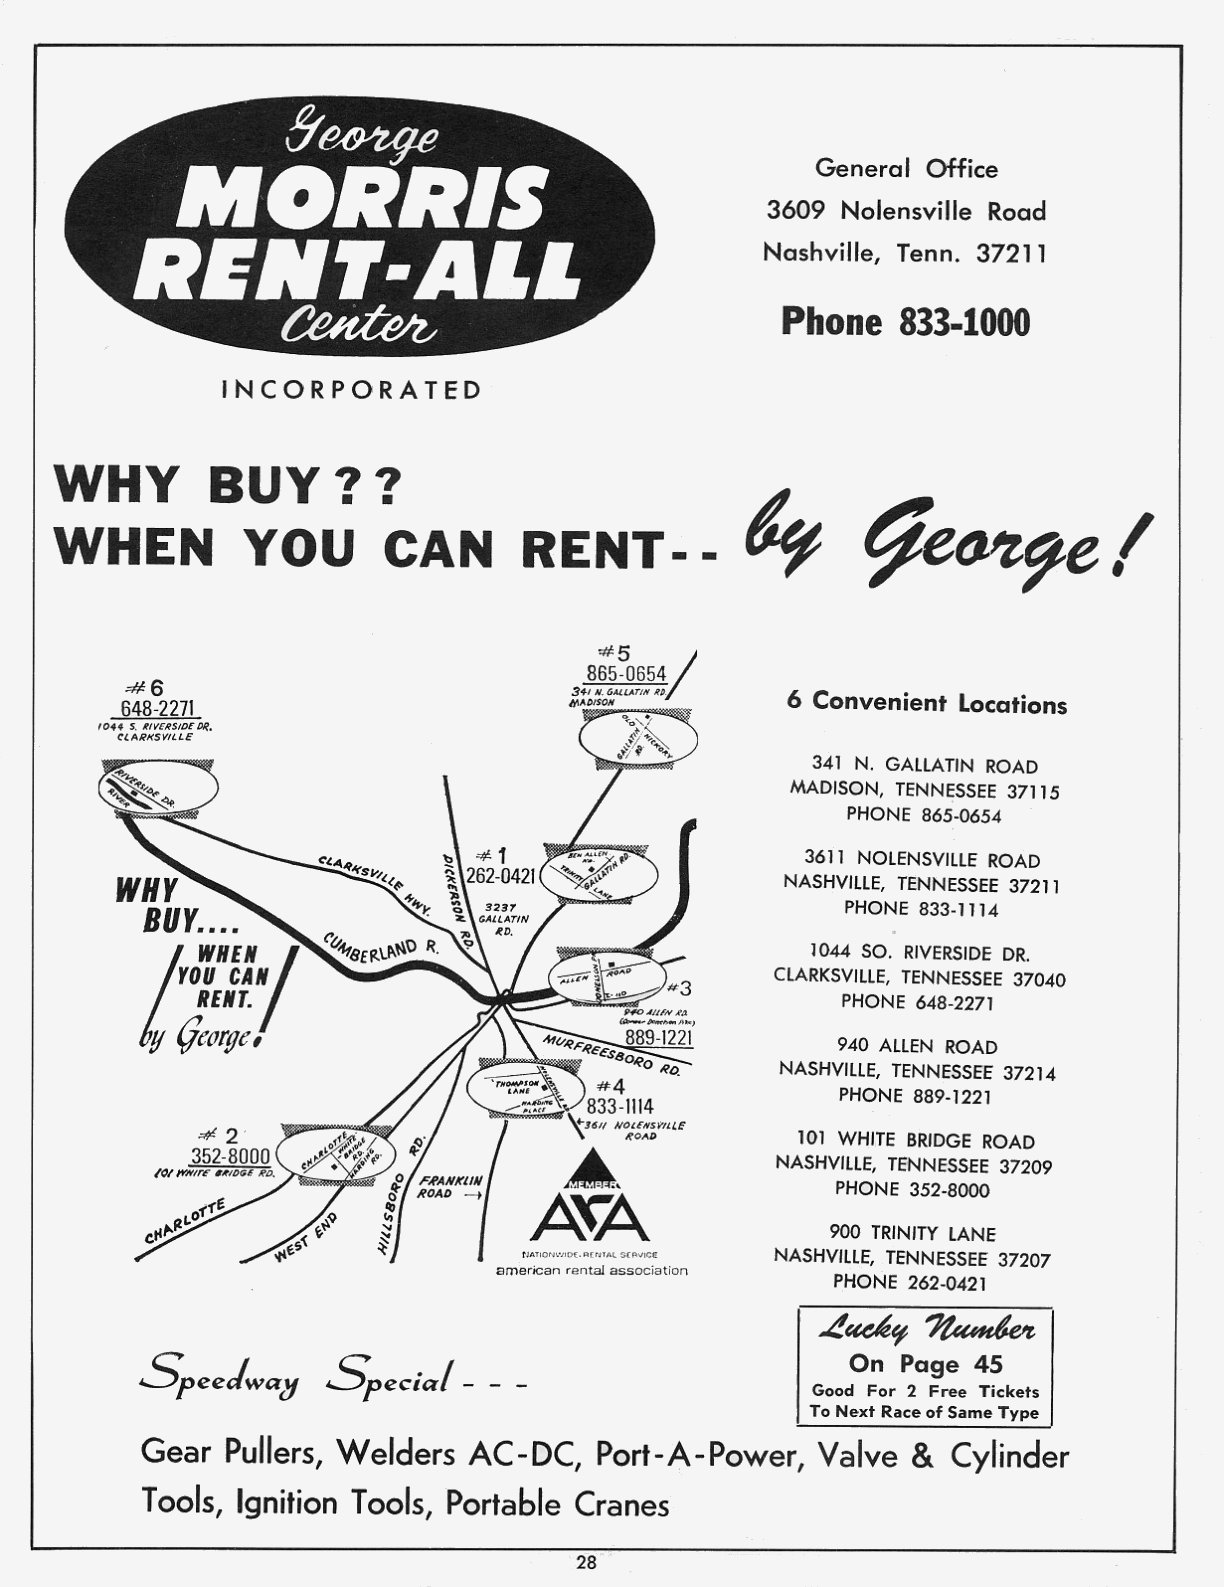 George
MORRIS
RENT-ALL
Center
INCORPORATED
General Office
3609 Nolensville Road
Nashville, Tenn. 37211
Phone 833-1000
WHY BUY??
WHEN YOU CAN RENT-- by George!
#6
648-2271
1044 S. RIVERSIDE DR.
CLARKSVILLE
RIVERSIDE DR.
RIVER
#5
865-0654
341 N. GALLATIN RD.
MADISON
OLD
HICKORY
GALLATIN
RD.
CLARKSVILLE HWY.
DICKERSON RD.
#1
262-0421
3237
GALLATIN
RD.
BEN ALLEN
RD.
TRINITY
LANE
GALLATIN RD.
WHY
BUY....
WHEN
YOU CAN
RENT.
by George!
CUMBERLAND R.
ALLEN ROAD
DONELSON P
I-40
#3
940 ALLEN RD.
889-1221
MURFREESBORO RD.
THOMPSON
LANE
HARDING
PLACE
NOLENSVILLE RD.
#4
833-1114
3611 NOLENSVILLE
ROAD
#2
352-8000
101 WHITE BRIDGE RD.
CHARLOTTE
WHITE
BRIDGE
RD.
HARDING
RD.
CHARLOTTE
WEST END
HILLSBORO RD.
FRANKLIN
ROAD
MEMBER
ARA
NATIONWIDE-RENTAL SERVICE
american rental association
6 Convenient Locations
341 N. GALLATIN ROAD
MADISON, TENNESSEE 37115
PHONE 865-0654
3611 NOLENSVILLE ROAD
NASHVILLE, TENNESSEE 37211
PHONE 833-1114
1044 SO. RIVERSIDE DR.
CLARKSVILLE, TENNESSEE 37040
PHONE 648-2271
940 ALLEN ROAD
NASHVILLE, TENNESSEE 37214
PHONE 889-1221
101 WHITE BRIDGE ROAD
NASHVILLE, TENNESSEE 37209
PHONE 352-8000
900 TRINITY LANE
NASHVILLE, TENNESSEE 37207
PHONE 262-0421
Lucky Number
On Page 45
Good For 2 Free Tickets
To Next Race of Same Type
Speedway Special - - -
Gear Pullers, Welders AC-DC, Port-A-Power, Valve & Cylinder
Tools, Ignition Tools, Portable Cranes
28